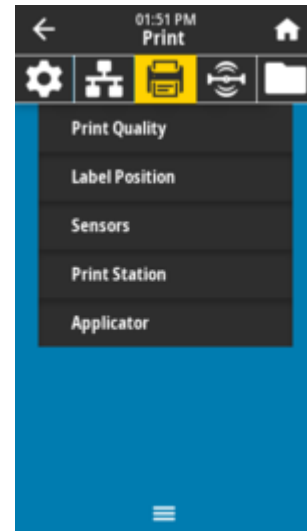 01:51 PM
Print
Print Quality
Label Position
Sensors
Print Station
Applicator